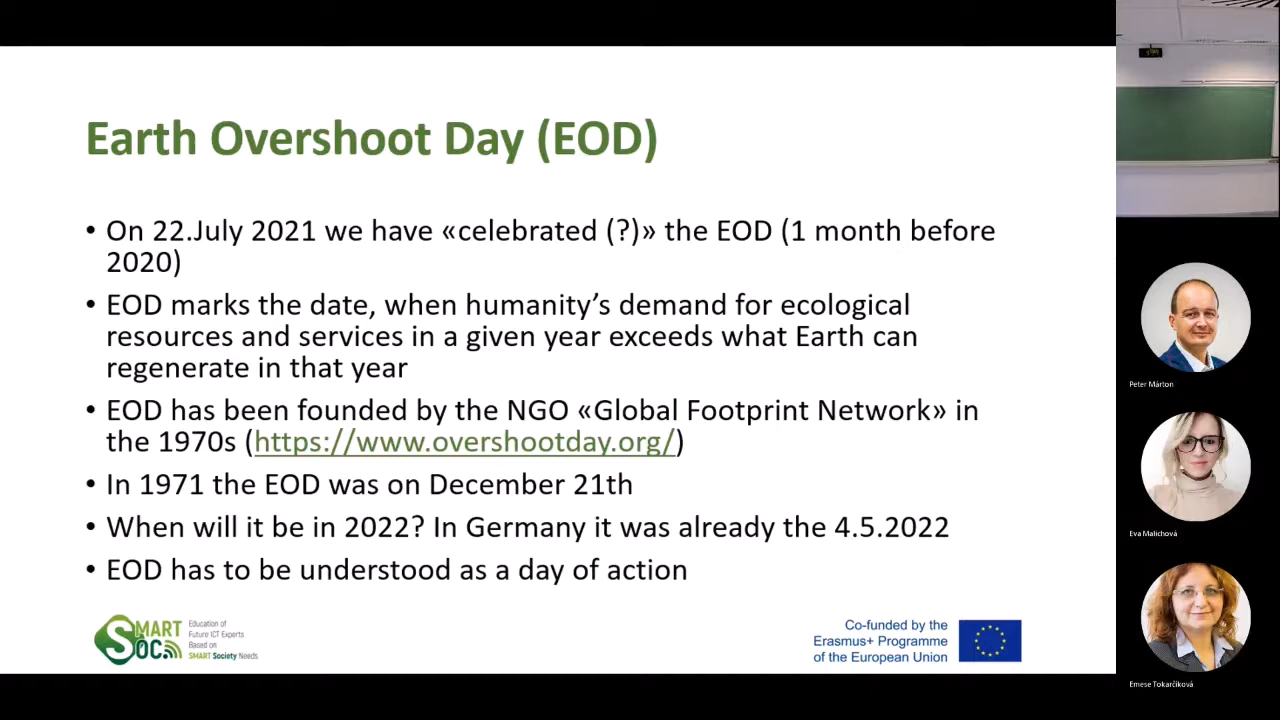 Earth Overshoot Day (EOD)
• On 22.July 2021 we have «celebrated (?)» the EOD (1 month before
2020)
• EOD marks the date, when humanity’s demand for ecological
resources and services in a given year exceeds what Earth can
regenerate in that year
• EOD has been founded by the NGO «Global Footprint Network» in
the 1970s (https://www.overshootday.org/)
• In 1971 the EOD was on December 21th
• When will it be in 2022? In Germany it was already the 4.5.2022
• EOD has to be understood as a day of action
SMART
SOC
Education of
Future ICT Experts
Based on
SMART Society Needs
Co-funded by the
Erasmus+ Programme
of the European Union
Peter Márton
Eva Malichová
Emese Tokarčíková